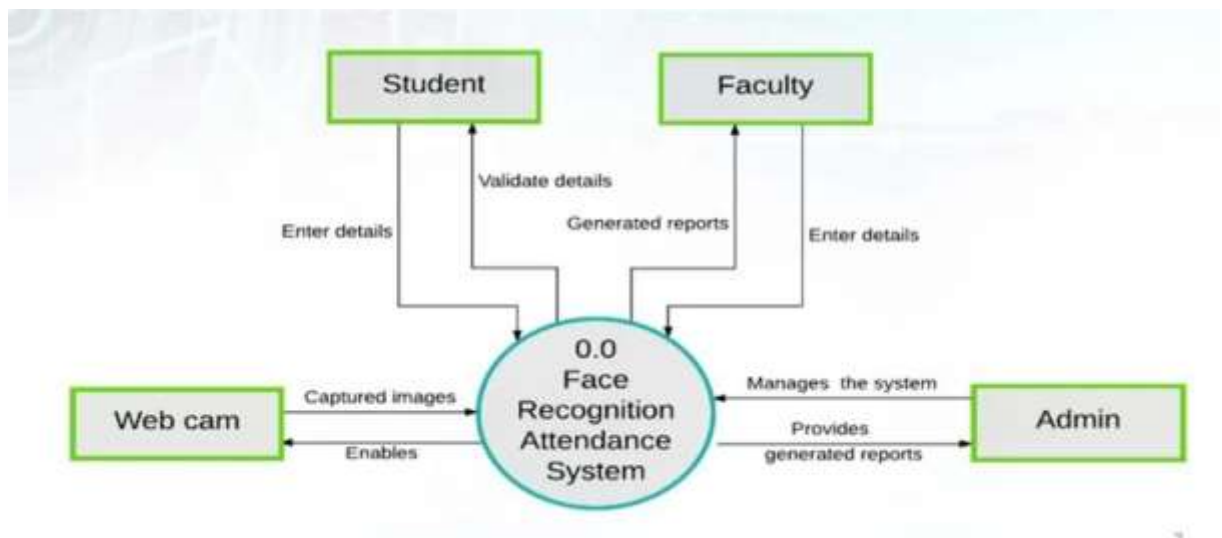 Student
Faculty
Validate details
Generated reports
Enter details
Enter details
0.0
Face
Recognition
Attendance
System
Web cam
Captured images
Enables
Manages the system
Provides
generated reports
Admin